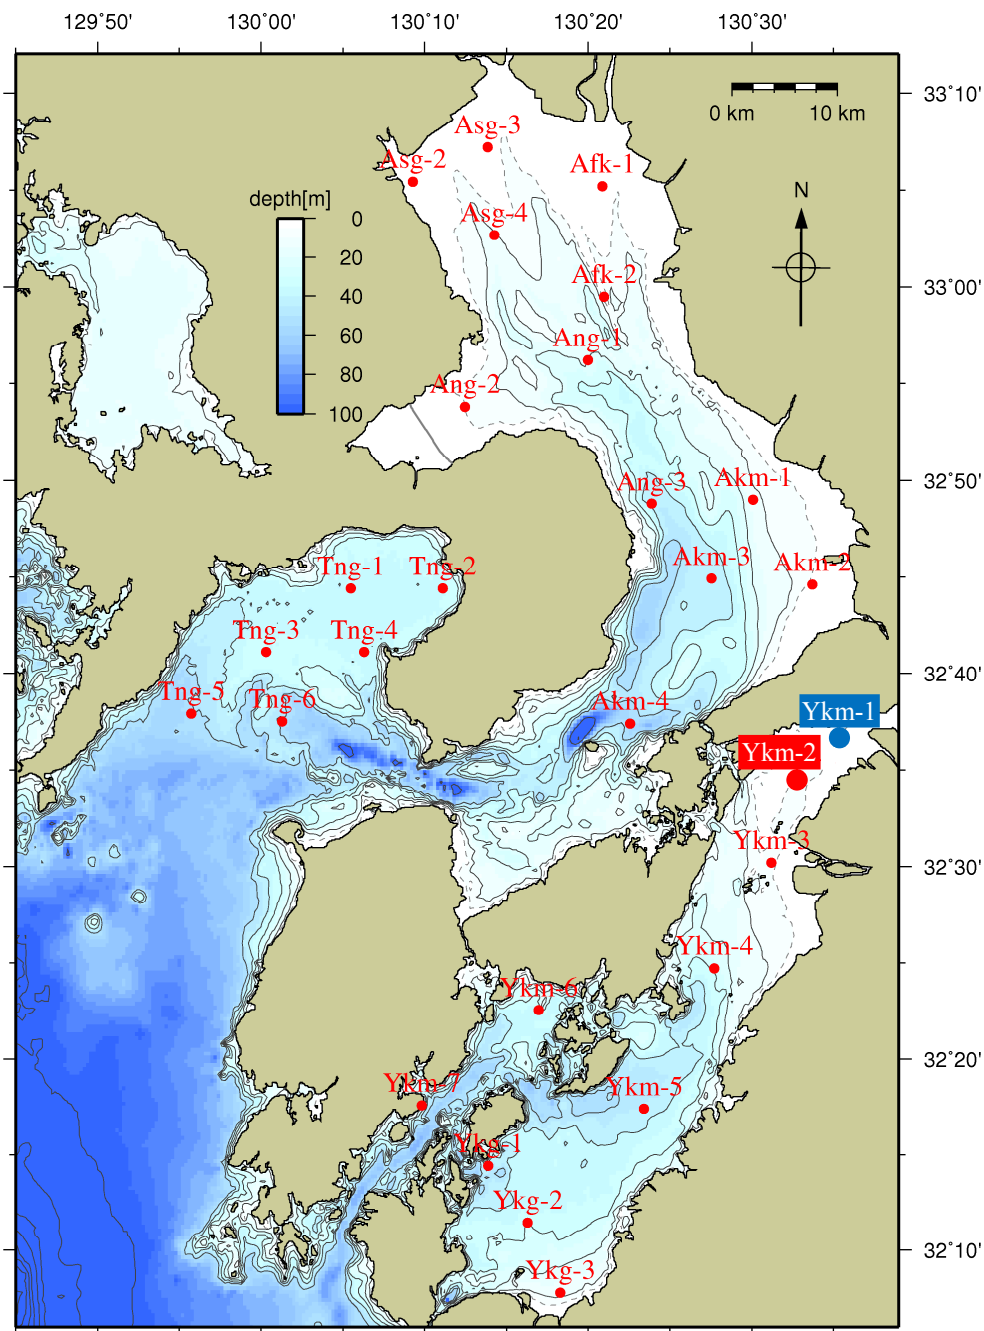 129˚50'
130˚00'
130˚10'
130˚20'
130˚30'
33˚10'
0 km
10 km
Asg-3
Asg-2
Afk-1
N
depth[m]
0
20
40
60
80
100
Asg-4
Afk-2
33˚00'
Ang-1
Ang-2
Ang-3
Akm-1
32˚50'
Akm-3
Akm-2
Tng-1
Tng-2
Tng-3
Tng-4
32˚40'
Tng-5
Tng-6
Akm-4
Ykm-1
Ykm-2
Ykm-3
32˚30'
Ykm-4
Ykm-6
32˚20'
Ykm-7
Ykm-5
Ykg-1
Ykg-2
32˚10'
Ykg-3